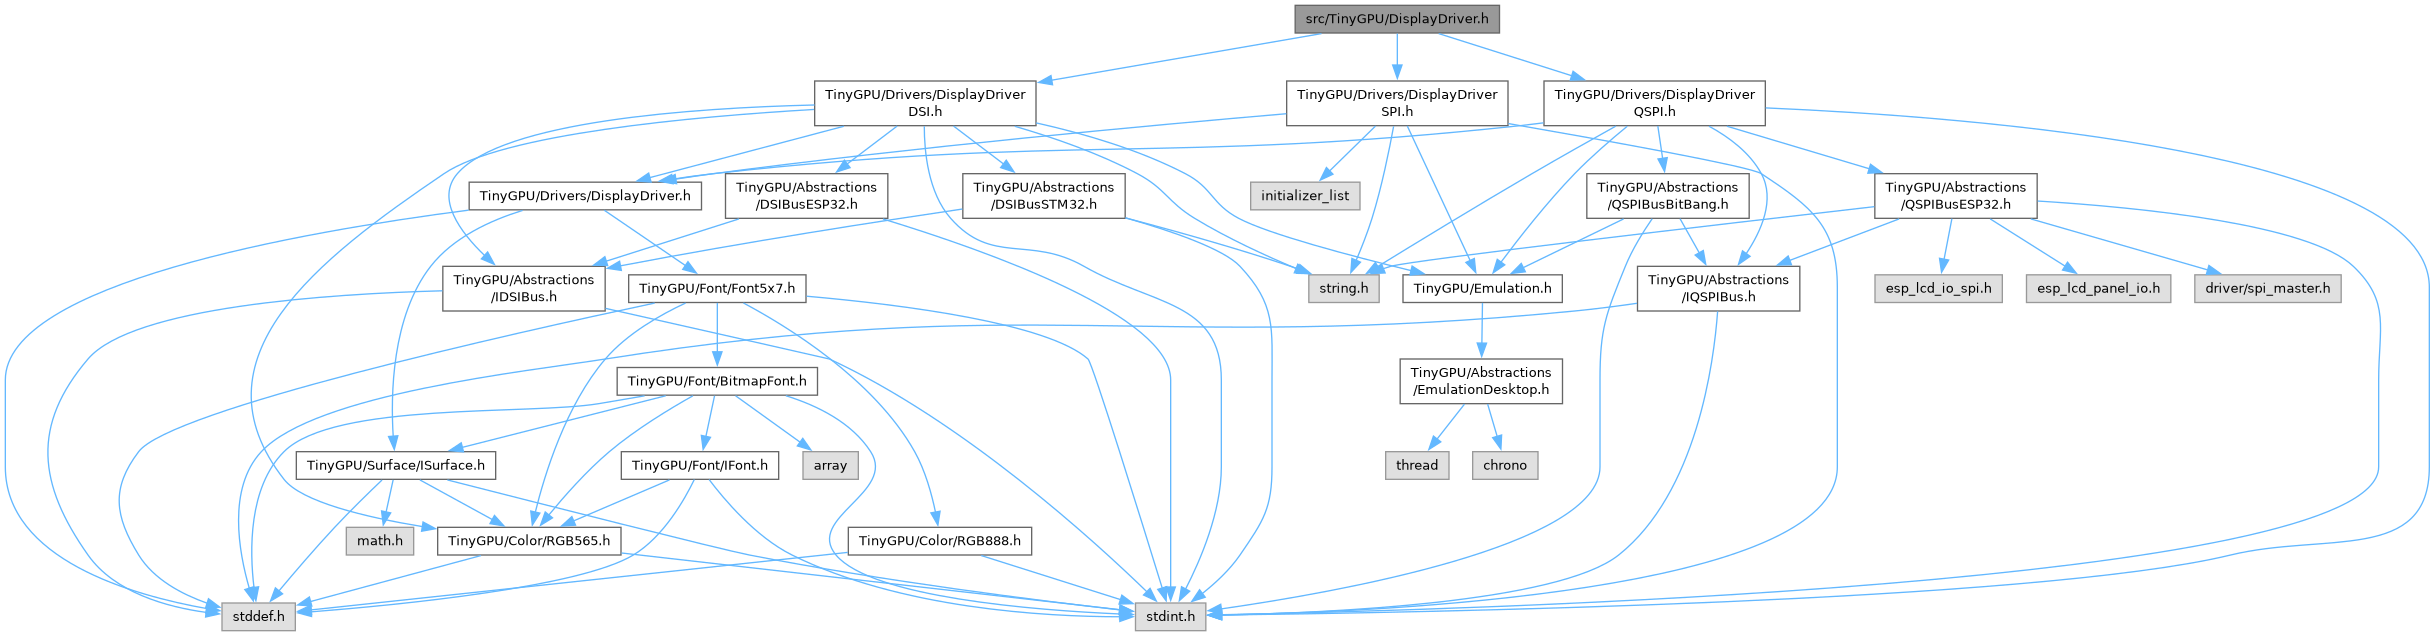 src/TinyGPU/DisplayDriver.h
TinyGPU/Drivers/DisplayDriver
DSI.h
TinyGPU/Drivers/DisplayDriver
SPI.h
TinyGPU/Drivers/DisplayDriver
QSPI.h
TinyGPU/Drivers/DisplayDriver.h
TinyGPU/Abstractions
/DSIBusESP32.h
TinyGPU/Abstractions
/DSIBusSTM32.h
initializer_list
TinyGPU/Abstractions
/QSPIBusBitBang.h
TinyGPU/Abstractions
/QSPIBusESP32.h
TinyGPU/Abstractions
/IDSIBus.h
TinyGPU/Font/Font5x7.h
string.h
TinyGPU/Emulation.h
TinyGPU/Abstractions
/IQSPIBus.h
esp_lcd_io_spi.h
esp_lcd_panel_io.h
driver/spi_master.h
TinyGPU/Font/BitmapFont.h
TinyGPU/Abstractions
/EmulationDesktop.h
TinyGPU/Surface/ISurface.h
TinyGPU/Font/IFont.h
array
thread
chrono
math.h
TinyGPU/Color/RGB565.h
TinyGPU/Color/RGB888.h
stddef.h
stdint.h